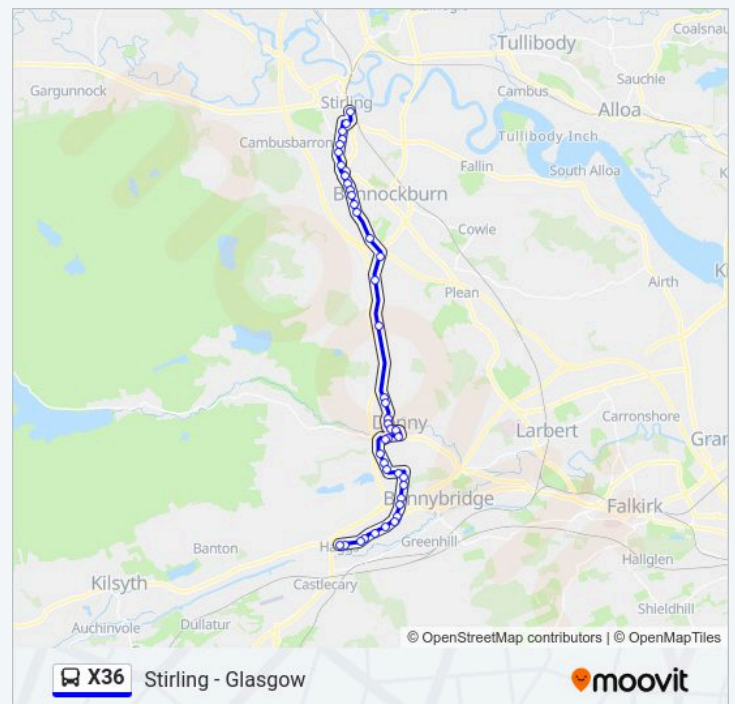 Coalsnau
Tullibody
Gargunnock
Stirling
Cambus
Sauchie
Alloa
Cambusbarron
Tullibody Inch
Fallin
South Alloa
Bannockburn
Cowie
Plean
Airth
Denny
Carronshore
Larbert
Gran
Bonnybridge
Falkirk
Banton
Haggs
Greenhill
Hallglen
Kilsyth
Castlecary
Shieldhill
Auchinvole
Dullatur
© OpenStreetMap contributors | © OpenMapTiles
X36 Stirling - Glasgow
moovit